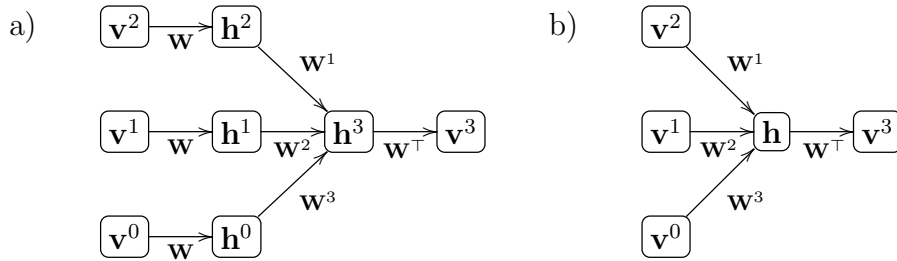 a) v² h² b) v²
W W¹ W¹
v¹ h¹ h³ v³ v¹ h v³
W W² W⊤ W² W⊤
W³ W³
v⁰ h⁰ v⁰
W